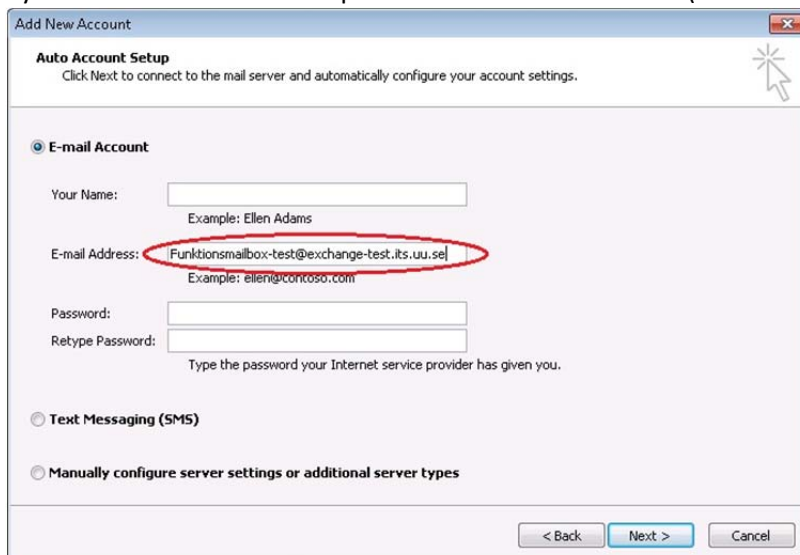 Add New Account
Auto Account Setup
Click Next to connect to the mail server and automatically configure your account settings.
E-mail Account
Your Name:
Example: Ellen Adams
E-mail Address: Funktionsmailbox-test@exchange-test.its.uu.se
Example: ellen@contoso.com
Password:
Retype Password:
Type the password your Internet service provider has given you.
Text Messaging (SMS)
Manually configure server settings or additional server types
< Back Next > Cancel